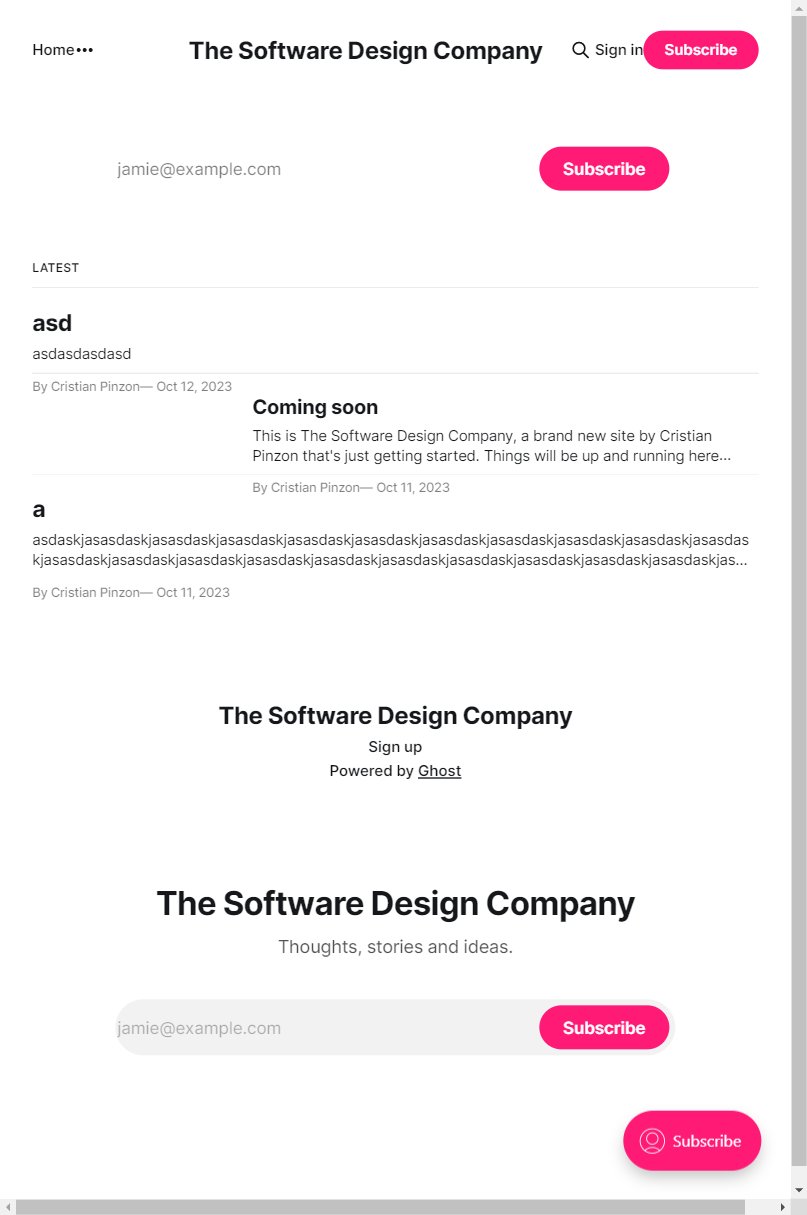 Home•••
The Software Design Company
Sign in
Subscribe
jamie@example.com
Subscribe
LATEST
asd
asdasdasdasd
By Cristian Pinzon— Oct 12, 2023
Coming soon
This is The Software Design Company, a brand new site by Cristian
Pinzon that's just getting started. Things will be up and running here…
By Cristian Pinzon— Oct 11, 2023
a
asdaskjasasdaskjasasdaskjasasdaskjasasdaskjasasdaskjasasdaskjasasdaskjasasdaskjasasdaskjasasdas
kjasasdaskjasasdaskjasasdaskjasasdaskjasasdaskjasasdaskjasasdaskjasasdaskjasasdaskjasasdaskjas…
By Cristian Pinzon— Oct 11, 2023
The Software Design Company
Sign up
Powered by Ghost
The Software Design Company
Thoughts, stories and ideas.
jamie@example.com
Subscribe
Subscribe